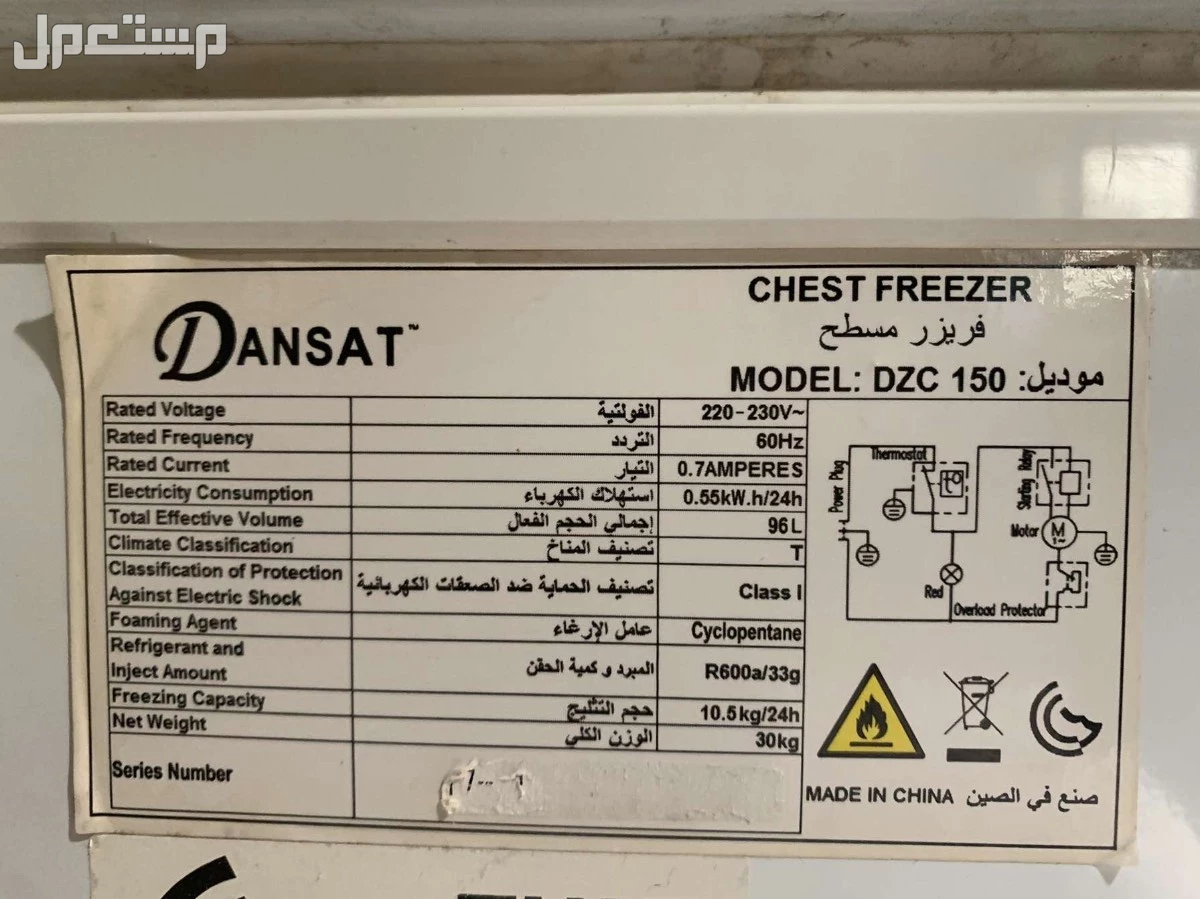 مستعمل
DANSAT™
CHEST FREEZER
فريزر مسطح
MODEL: DZC 150 :موديل
Rated Voltage الفولتية 220-230V~
Rated Frequency التردد 60Hz
Rated Current التيار 0.7AMPERES
Electricity Consumption استهلاك الكهرباء 0.55kW.h/24h
Total Effective Volume إجمالي الحجم الفعال 96L
Climate Classification تصنيف المناخ T
Classification of Protection
Against Electric Shock تصنيف الحماية ضد الصعقات الكهربائية Class I
Foaming Agent عامل الإرغاء Cyclopentane
Refrigerant and
Inject Amount المبرد و كمية الحقن R600a/33g
Freezing Capacity حجم التثليج 10.5kg/24h
Net Weight الوزن الكلي 30kg
Series Number
Power Plug
Thermostat
Red
Starting Relay
Motor
M
1~
Overload Protector
MADE IN CHINA صنع في الصين